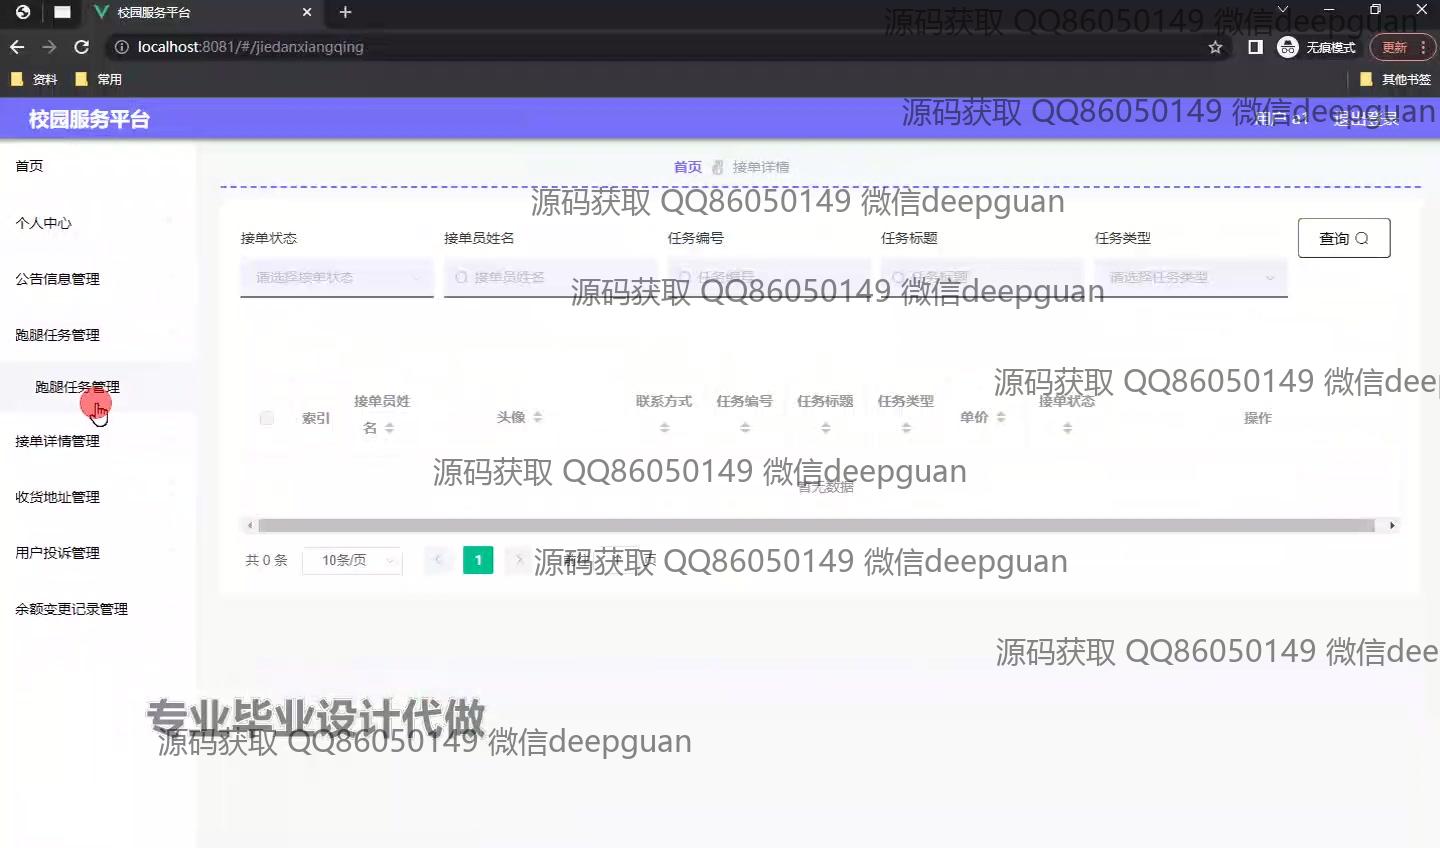 校园服务平台
源码获取 QQ86050149 微信deepguan
localhost:8081/#/jiedanxiangqing
无痕模式
更新
资料
常用
其他书签
校园服务平台
源码获取 QQ86050149 微信deepguan
用户 a1
退出登录
首页
首页 接单详情
源码获取 QQ86050149 微信deepguan
个人中心
接单状态
接单员姓名
任务编号
任务标题
任务类型
查询
公告信息管理
请选择接单状态
接单员姓名
任务编号
任务标题
请选择任务类型
源码获取 QQ86050149 微信deepguan
跑腿任务管理
跑腿任务管理
源码获取 QQ86050149 微信dee
索引
接单员姓名
头像
联系方式
任务编号
任务标题
任务类型
单价
接单状态
操作
接单详情管理
源码获取 QQ86050149 微信deepguan
暂无数据
收货地址管理
用户投诉管理
共 0 条
10条/页
1
前往
页
源码获取 QQ86050149 微信deepguan
余额变更记录管理
源码获取 QQ86050149 微信dee
专业毕业设计代做
源码获取 QQ86050149 微信deepguan